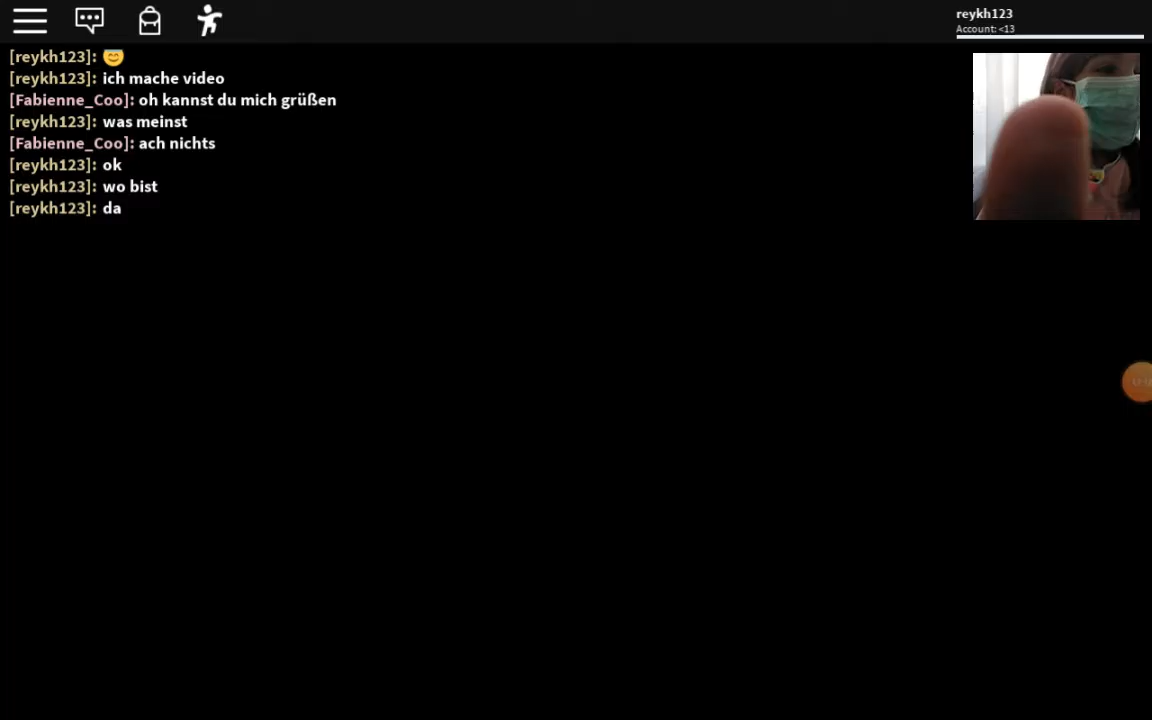 reykh123
Account: <13
[reykh123]: 😇
[reykh123]: ich mache video
[Fabienne_Coo]: oh kannst du mich grüßen
[reykh123]: was meinst
[Fabienne_Coo]: ach nichts
[reykh123]: ok
[reykh123]: wo bist
[reykh123]: da